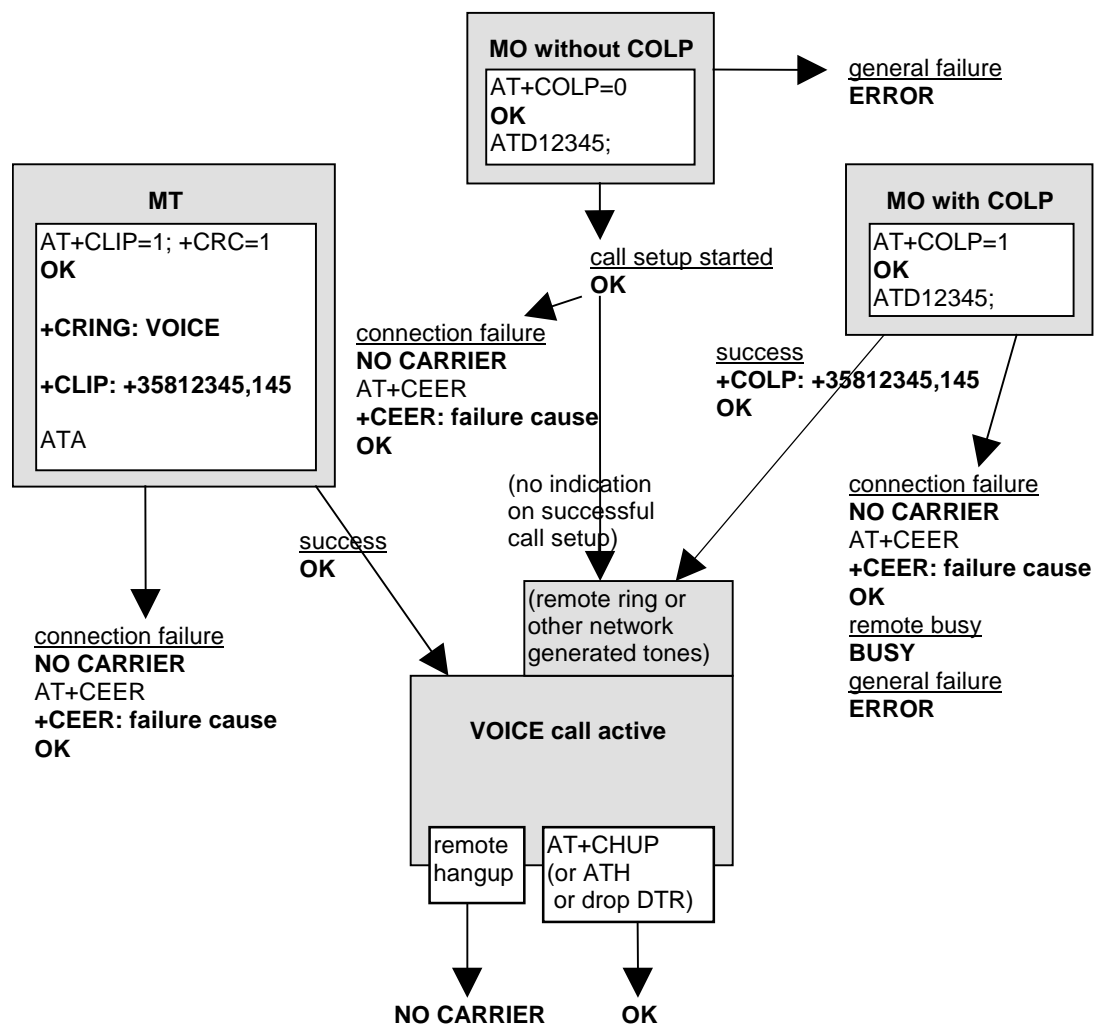 MO without COLP
AT+COLP=0
OK
ATD12345;
general failure
ERROR
MT
AT+CLIP=1; +CRC=1
OK
+CRING: VOICE
+CLIP: +35812345,145
ATA
MO with COLP
AT+COLP=1
OK
ATD12345;
call setup started
OK
connection failure
NO CARRIER
AT+CEER
+CEER: failure cause
OK
success
+COLP: +35812345,145
OK
(no indication
on successful
call setup)
success
OK
connection failure
NO CARRIER
AT+CEER
+CEER: failure cause
OK
remote busy
BUSY
general failure
ERROR
connection failure
NO CARRIER
AT+CEER
+CEER: failure cause
OK
(remote ring or
other network
generated tones)
VOICE call active
remote
hangup
AT+CHUP
(or ATH
or drop DTR)
NO CARRIER
OK